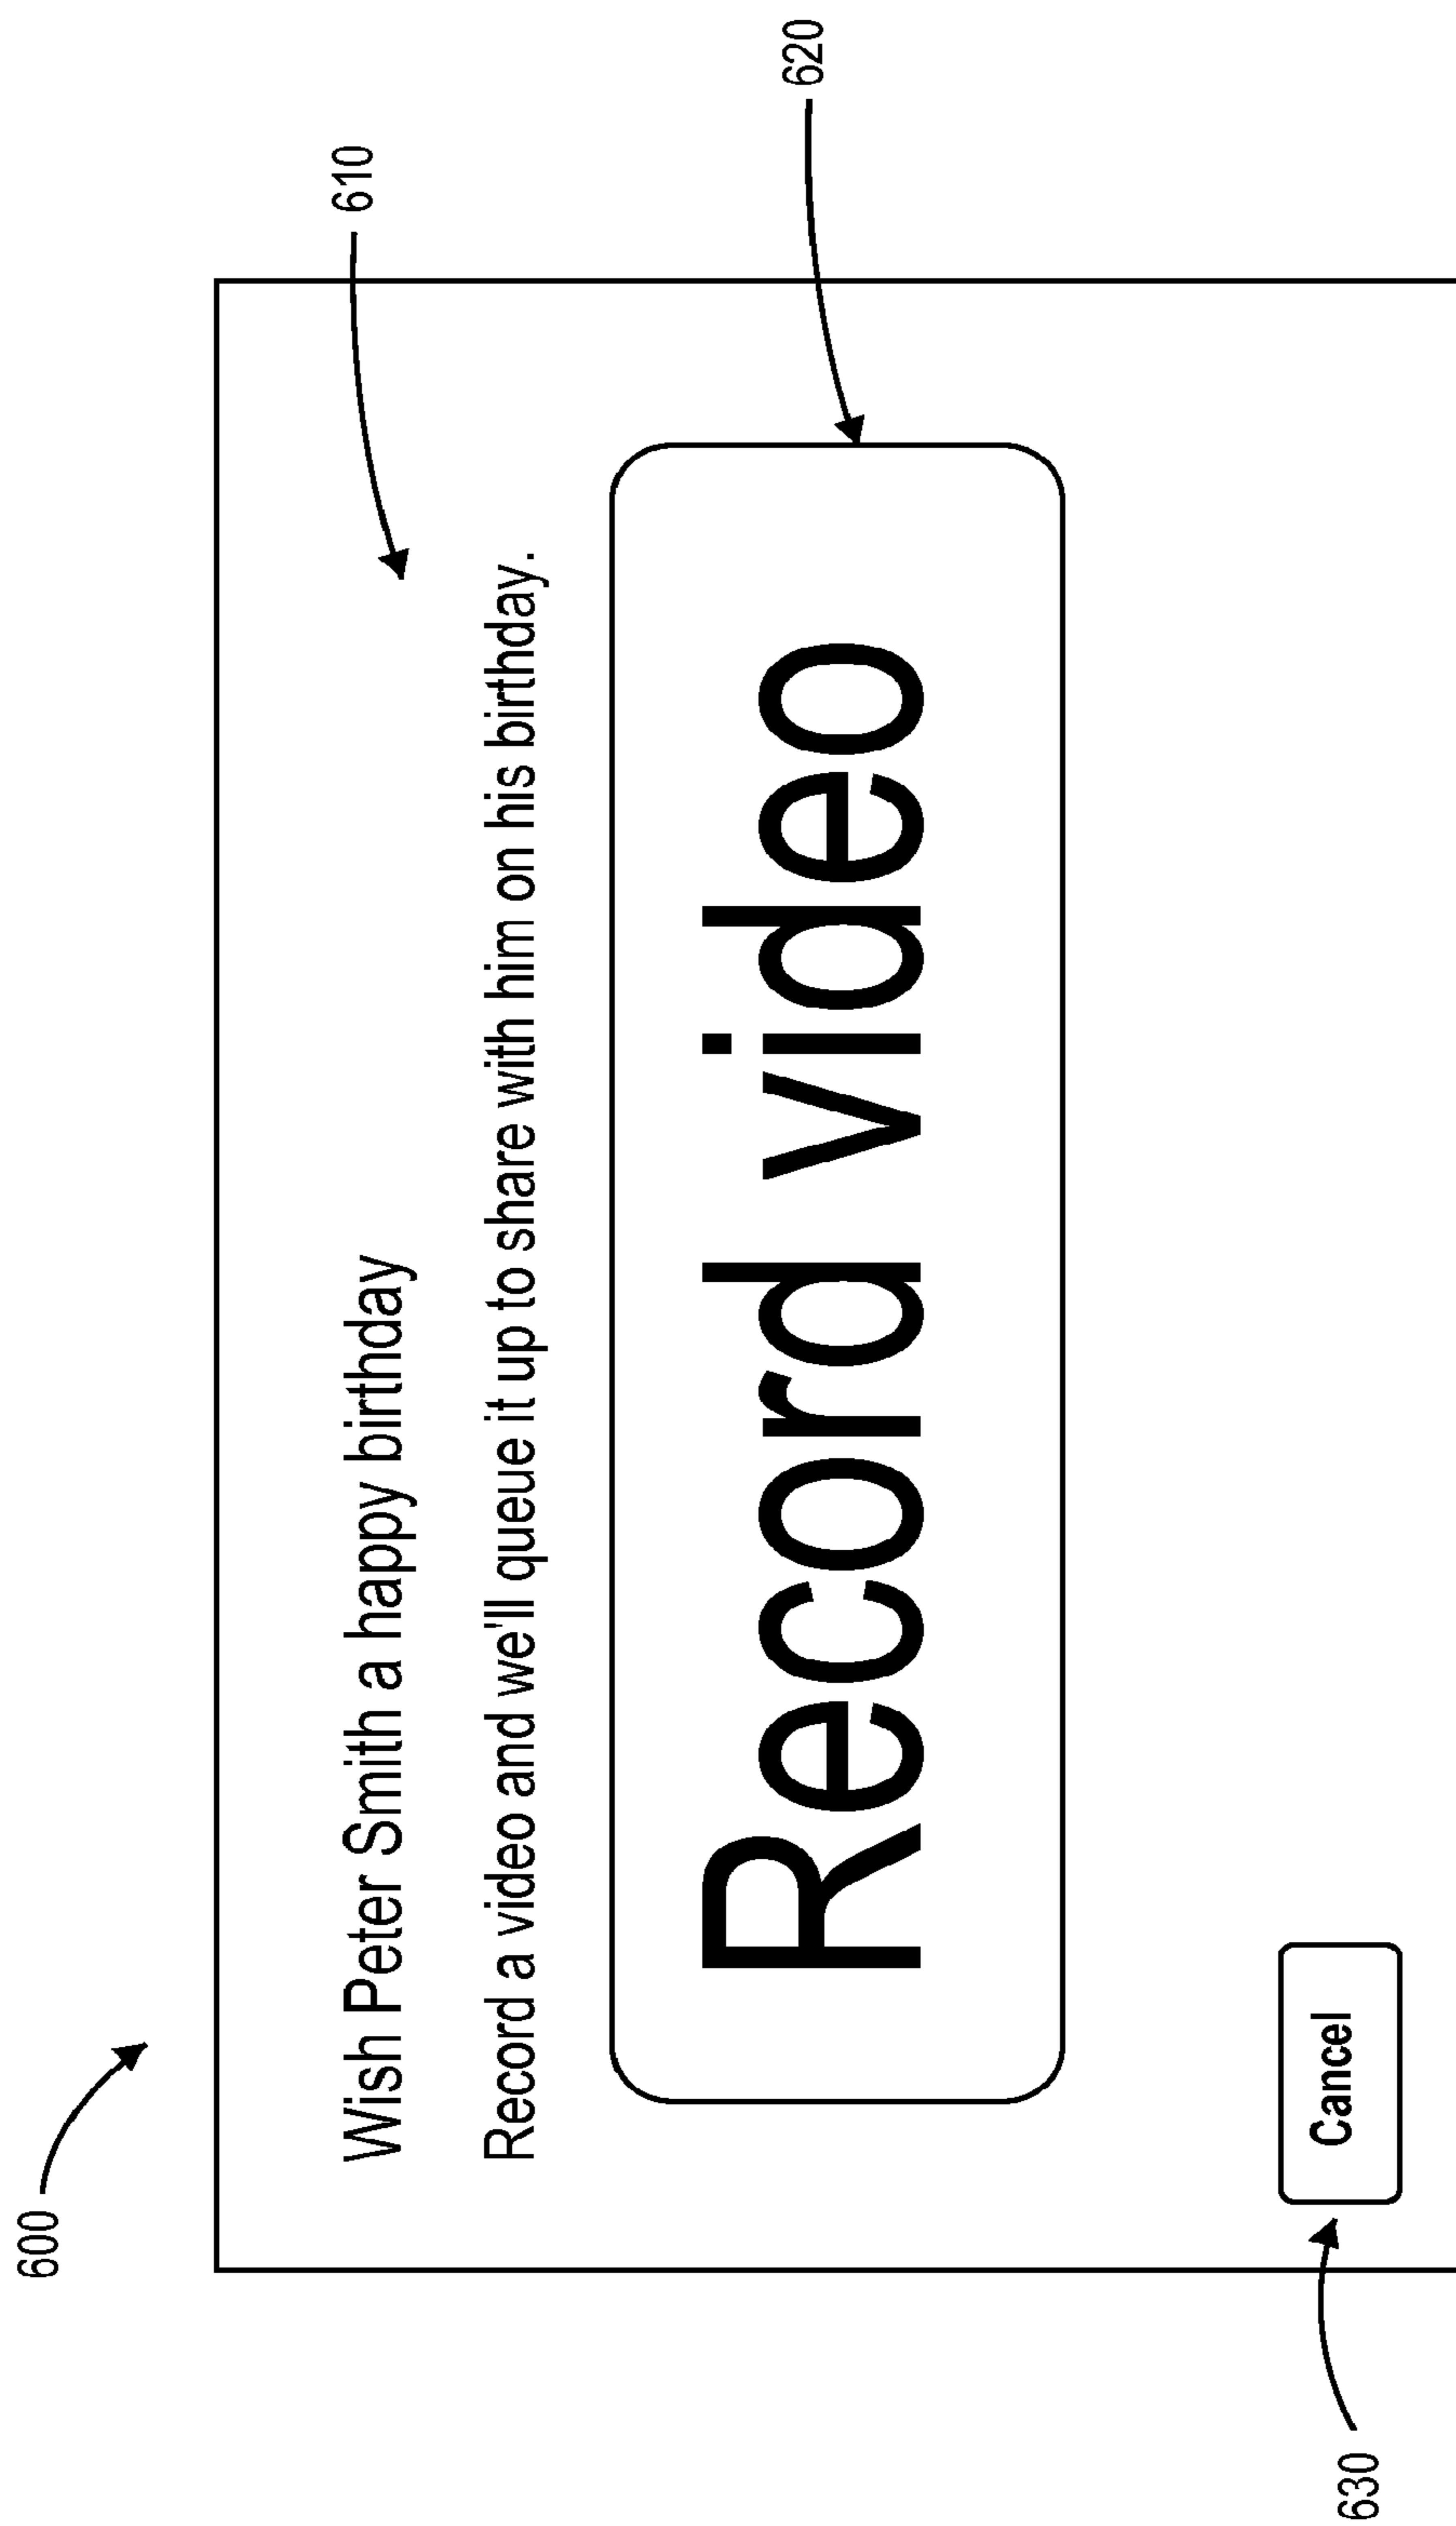 600
610
Wish Peter Smith a happy birthday
Record a video and we'll queue it up to share with him on his birthday.
620
Record video
630
Cancel